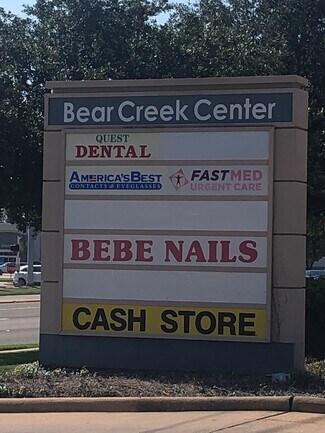 Bear Creek Center
QUEST
DENTAL
AMERICA'S BEST
CONTACTS & EYEGLASSES
FASTMED
URGENT CARE
BEBE NAILS
CASH STORE